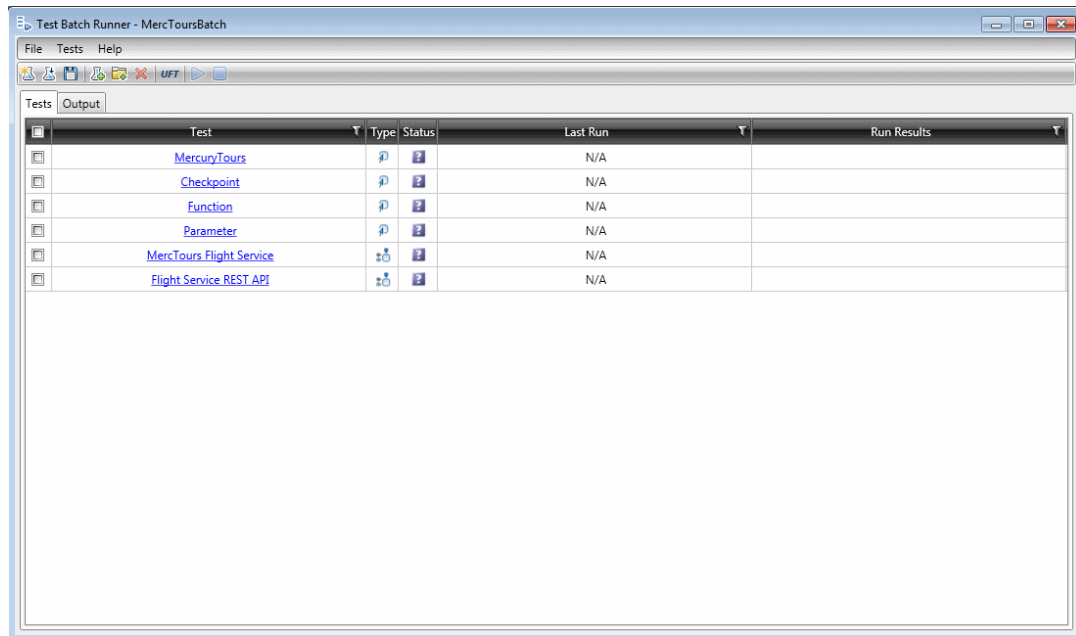 Test Batch Runner - MercToursBatch
File Tests Help
UFT
Tests Output
Test Type Status Last Run Run Results
MercuryTours ? N/A
Checkpoint ? N/A
Function ? N/A
Parameter ? N/A
MercTours Flight Service ? N/A
Flight Service REST API ? N/A